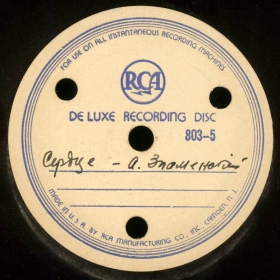 FOR USE ON ALL INSTANTANEOUS RECORDING MACHINES
RCA
DE LUXE RECORDING DISC
803-5
Сердце - А. Знаменский
MADE IN U.S.A. BY RCA MANUFACTURING CO., INC. CAMDEN, N.J.